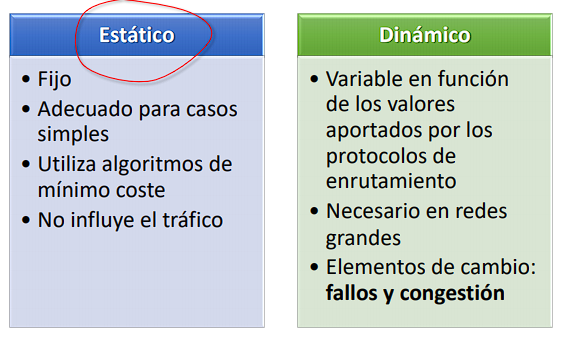 Estático
• Fijo
• Adecuado para casos
simples
• Utiliza algoritmos de
mínimo coste
• No influye el tráfico
Dinámico
• Variable en función
de los valores
aportados por los
protocolos de
enrutamiento
• Necesario en redes
grandes
• Elementos de cambio:
fallos y congestión